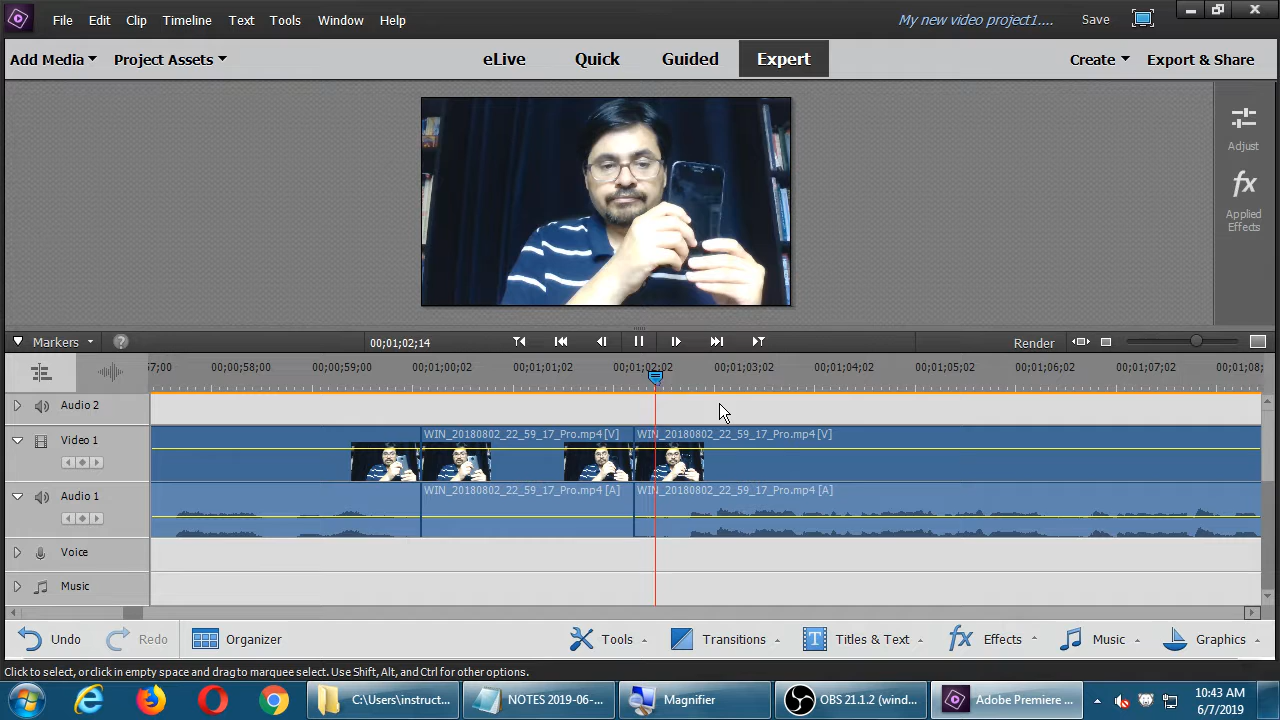 File Edit Clip Timeline Text Tools Window Help
My new video project1.... Save
Add Media Project Assets
eLive Quick Guided Expert
Create Export & Share
Adjust
fx
Applied
Effects
Markers ? 00;01;02;14 Render
57;00 00;00;58;00 00;00;59;00 00;01;00;02 00;01;01;02 00;01;02;02 00;01;03;02 00;01;04;02 00;01;05;02 00;01;06;02 00;01;07;02 00;01;08;
Audio 2
Video 1
WIN_20180802_22_59_17_Pro.mp4 [V] WIN_20180802_22_59_17_Pro.mp4 [V]
Audio 1
WIN_20180802_22_59_17_Pro.mp4 [A] WIN_20180802_22_59_17_Pro.mp4 [A]
Voice
Music
Undo Redo Organizer Tools Transitions T Titles & Text fx Effects Music Graphics
Click to select, or click in empty space and drag to marquee select. Use Shift, Alt, and Ctrl for other options.
C:\Users\instruct... NOTES 2019-06-... Magnifier OBS 21.1.2 (wind... Adobe Premiere ...
10:43 AM
6/7/2019